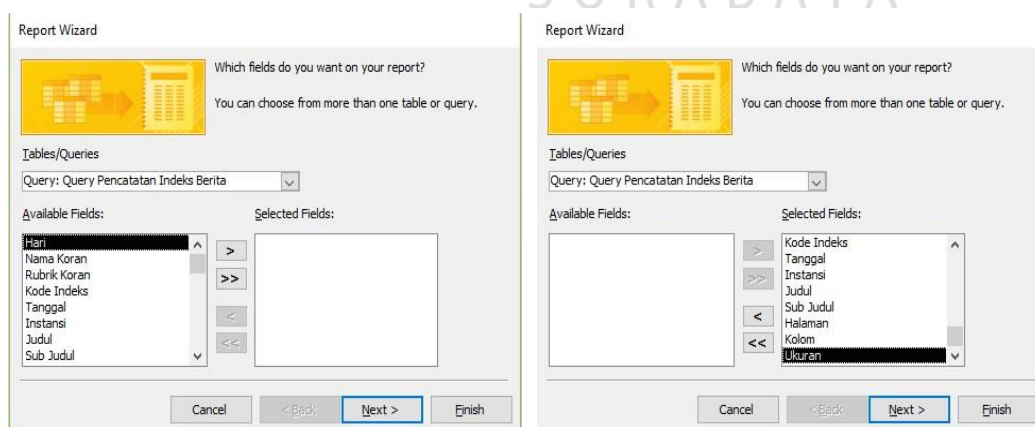 SURABAYA
Report Wizard
Which fields do you want on your report?
You can choose from more than one table or query.
Tables/Queries
Query: Query Pencatatan Indeks Berita
Available Fields:
Selected Fields:
Hari
Nama Koran
Rubrik Koran
Kode Indeks
Tanggal
Instansi
Judul
Sub Judul
>
>>
<
<<
Cancel
< Back
Next >
Finish
Report Wizard
Which fields do you want on your report?
You can choose from more than one table or query.
Tables/Queries
Query: Query Pencatatan Indeks Berita
Available Fields:
Selected Fields:
>
>>
<
<<
Kode Indeks
Tanggal
Instansi
Judul
Sub Judul
Halaman
Kolom
Ukuran
Cancel
< Back
Next >
Finish